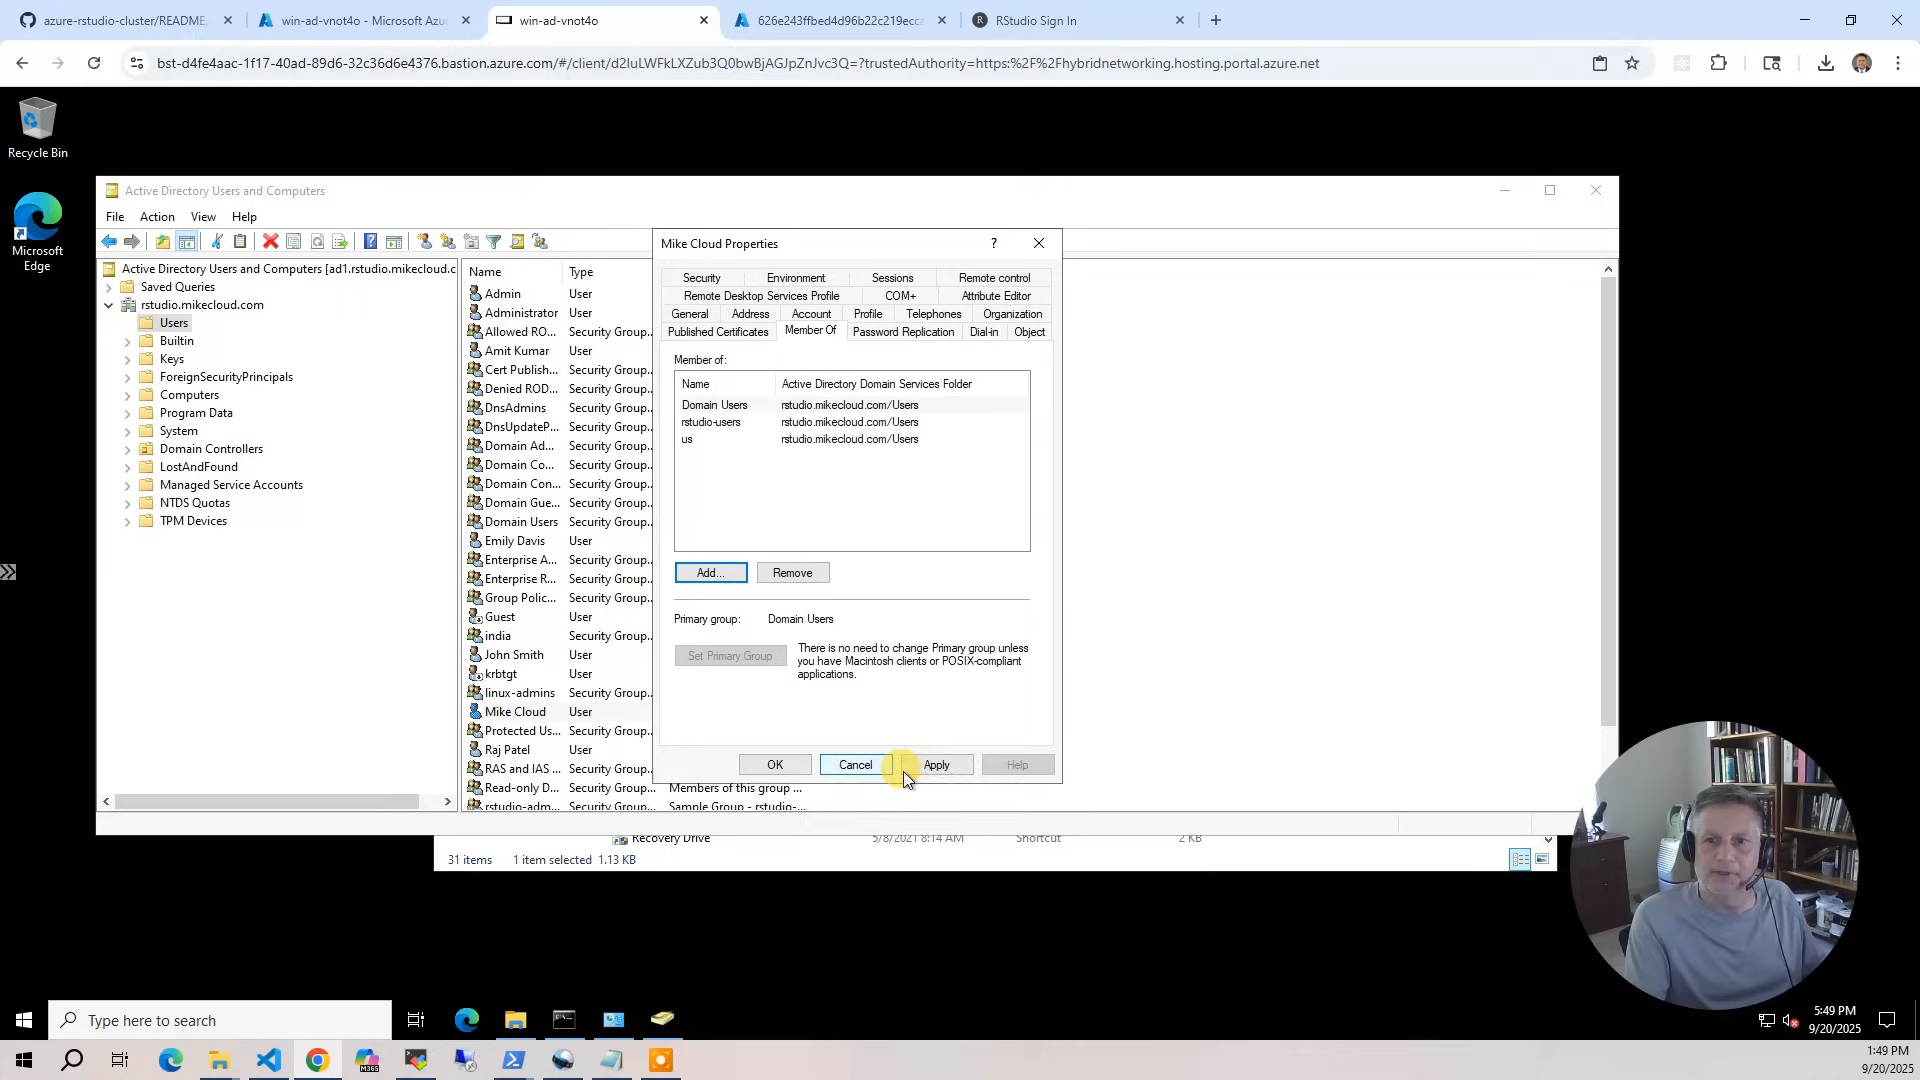 azure-rstudio-cluster/README.
win-ad-vnot4o - Microsoft Azu
win-ad-vnot4o
626e243ffbed4d96b22c219ecca
RStudio Sign In
bst-d4fe4aac-1f17-40ad-89d6-32c36d6e4376.bastion.azure.com/#/client/d2luLWFkLXZub3Q0bwBjAGJpZnJvc3Q=?trustedAuthority=https:%2F%2Fhybridnetworking.hosting.portal.azure.net
Recycle Bin
Microsoft
Edge
Active Directory Users and Computers
File Action View Help
Active Directory Users and Computers [ad1.rstudio.mikecloud.c
Saved Queries
rstudio.mikecloud.com
Users
Builtin
Keys
ForeignSecurityPrincipals
Computers
Program Data
System
Domain Controllers
LostAndFound
Managed Service Accounts
NTDS Quotas
TPM Devices
Name Type
Admin User
Administrator User
Allowed RO... Security Group...
Amit Kumar User
Cert Publish... Security Group...
Denied ROD... Security Group...
DnsAdmins Security Group...
DnsUpdateP... Security Group...
Domain Ad... Security Group...
Domain Co... Security Group...
Domain Con... Security Group...
Domain Gue... Security Group...
Domain Users Security Group...
Emily Davis User
Enterprise A... Security Group...
Enterprise R... Security Group...
Group Polic... Security Group...
Guest User
india Security Group...
John Smith User
krbtgt User
linux-admins Security Group...
Mike Cloud User
Protected Us... Security Group...
Raj Patel User
RAS and IAS ... Security Group...
Read-only D... Security Group... Members of this group ...
rstudio-adm... Security Group... Sample Group - rstudio-...
Mike Cloud Properties
?
Security Environment Sessions Remote control
Remote Desktop Services Profile COM+ Attribute Editor
General Address Account Profile Telephones Organization
Published Certificates Member Of Password Replication Dial-in Object
Member of:
Name Active Directory Domain Services Folder
Domain Users rstudio.mikecloud.com/Users
rstudio-users rstudio.mikecloud.com/Users
us rstudio.mikecloud.com/Users
Add... Remove
Primary group: Domain Users
Set Primary Group
There is no need to change Primary group unless
you have Macintosh clients or POSIX-compliant
applications.
OK Cancel Apply Help
Recovery Drive 5/8/2021 8:14 AM Shortcut 2 KB
31 items 1 item selected 1.13 KB
Type here to search
5:49 PM
9/20/2025
M365
1:49 PM
9/20/2025